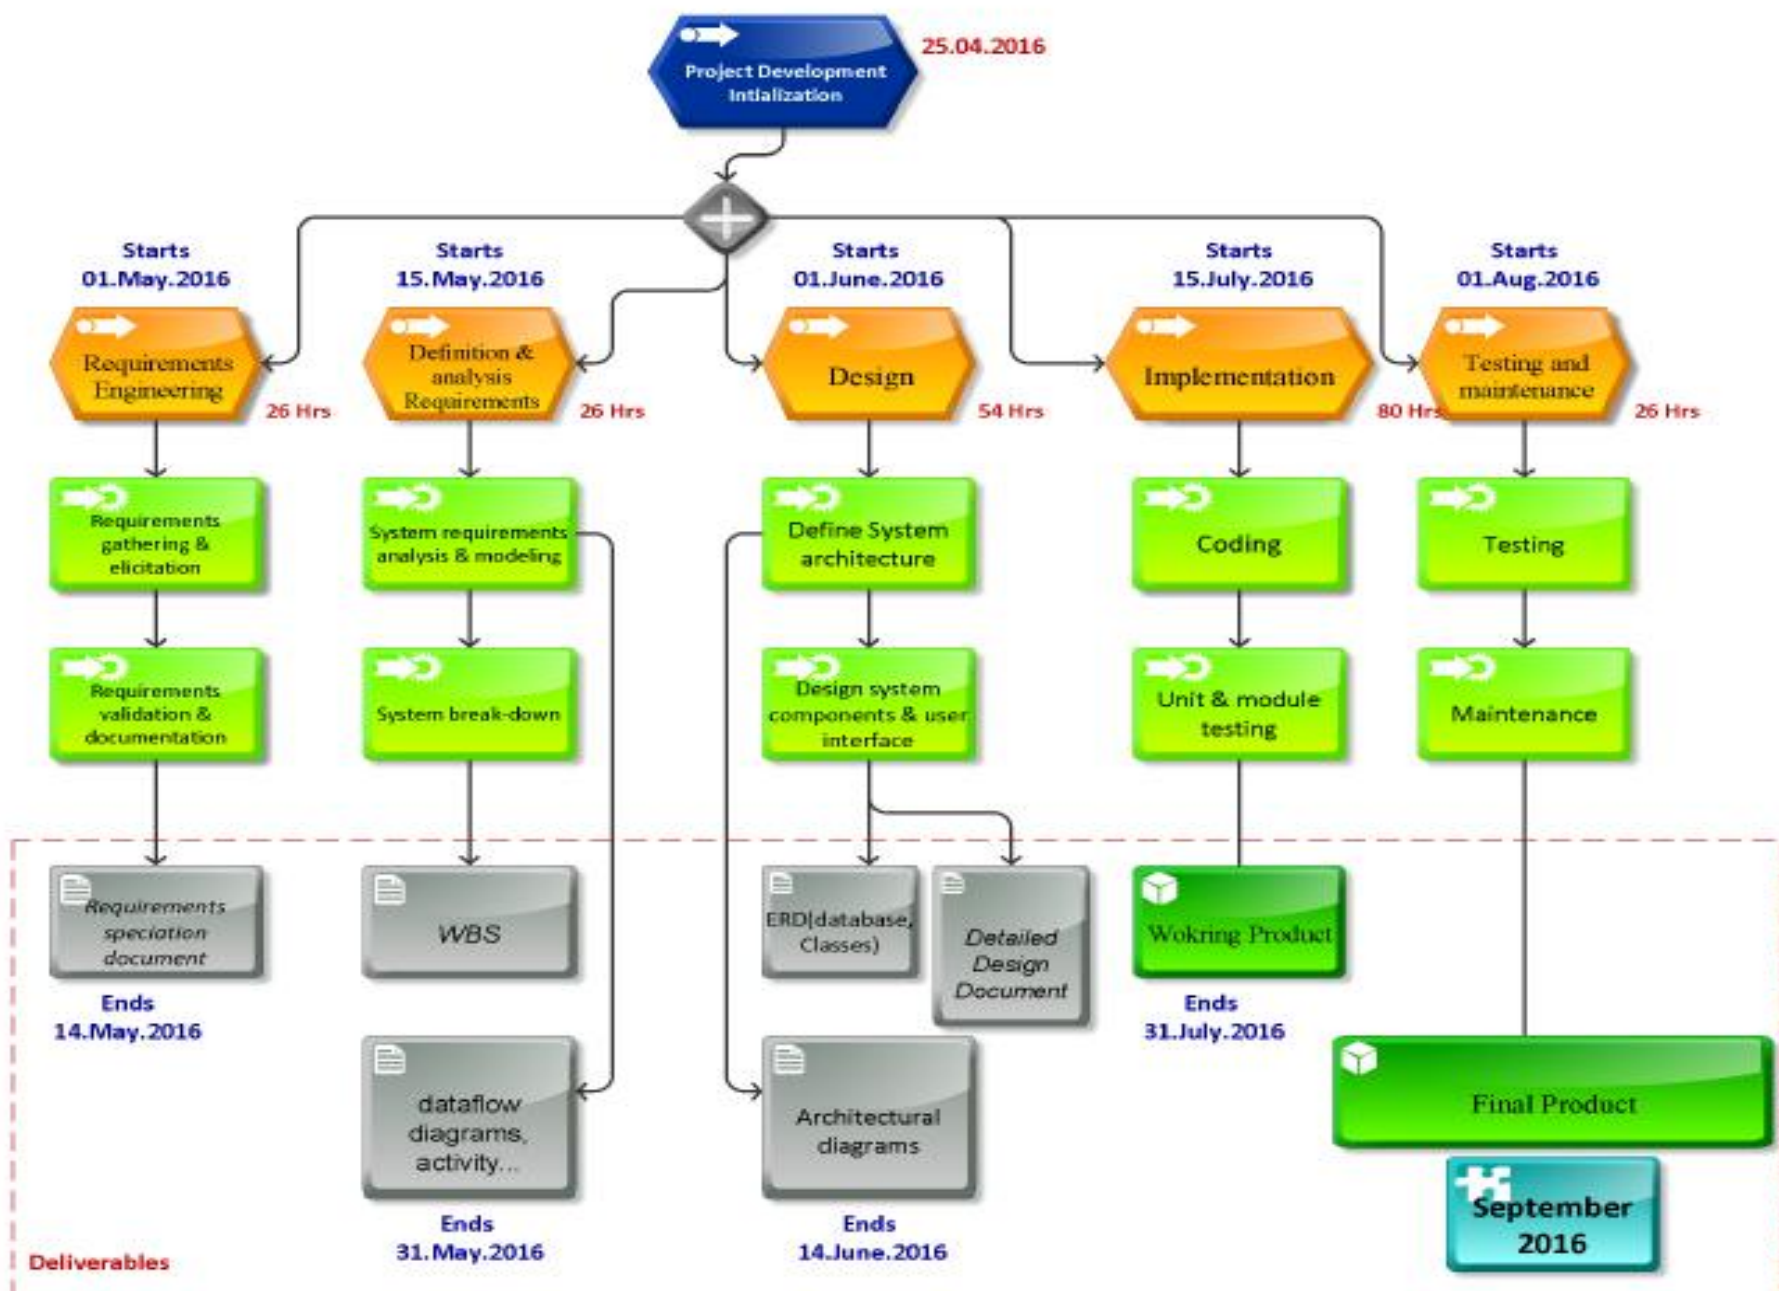 Project Development
Intialization
25.04.2016
Starts
01.May.2016
Starts
15.May.2016
Starts
01.June.2016
Starts
15.July.2016
Starts
01.Aug.2016
Requirements
Engineering
26 Hrs
Definition &
analysis
Requirements
26 Hrs
Design
54 Hrs
Implementation
80 Hrs
Testing and
maintenance
26 Hrs
Requirements
gathering &
elicitation
System requirements
analysis & modeling
Define System
architecture
Coding
Testing
Requirements
validation &
documentation
System break-down
Design system
components & user
interface
Unit & module
testing
Maintenance
Requirements
speciation
document
WBS
ERD(database,
Classes)
Detailed
Design
Document
Wokring Product
Ends
14.May.2016
Ends
31.July.2016
dataflow
diagrams,
activity...
Architectural
diagrams
Final Product
Ends
31.May.2016
Ends
14.June.2016
September
2016
Deliverables